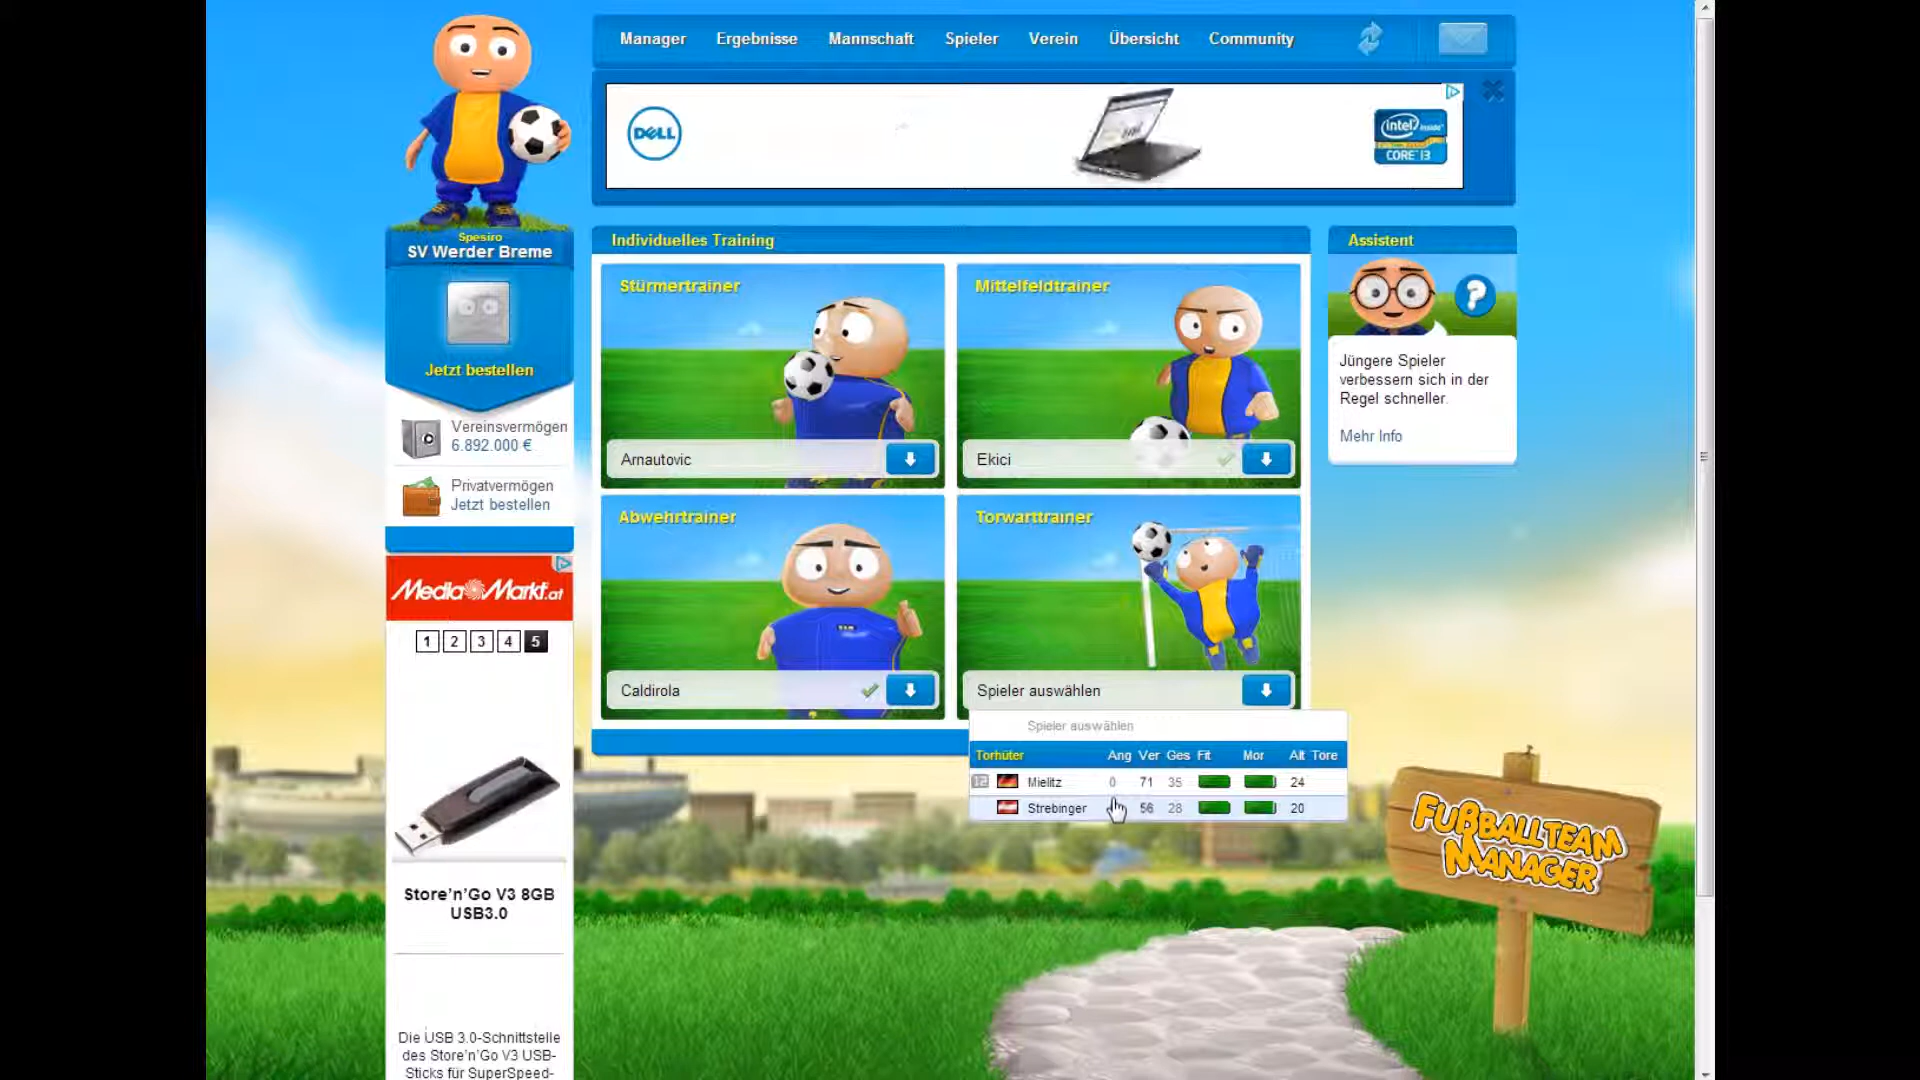 Manager Ergebnisse Mannschaft Spieler Verein Übersicht Community
DELL
intel inside
CORE i3
Spesiro
SV Werder Breme
Jetzt bestellen
Vereinsvermögen
6.892.000 €
Privatvermögen
Jetzt bestellen
Media Markt.at
1 2 3 4 5
Store'n'Go V3 8GB
USB3.0
Die USB 3.0-Schnittstelle
des Store'n'Go V3 USB-
Sticks für SuperSpeed-
Individuelles Training
Stürmertrainer
Arnautovic
Mittelfeldtrainer
Ekici
Abwehrtrainer
Caldirola
Torwarttrainer
Spieler auswählen
Spieler auswählen
Torhüter Ang Ver Ges Fit Mor Alt Tore
12 Mielitz 0 71 35 24
Strebinger 56 28 20
Assistent
?
Jüngere Spieler
verbessern sich in der
Regel schneller.
Mehr Info
FUßBALLTEAM
MANAGER